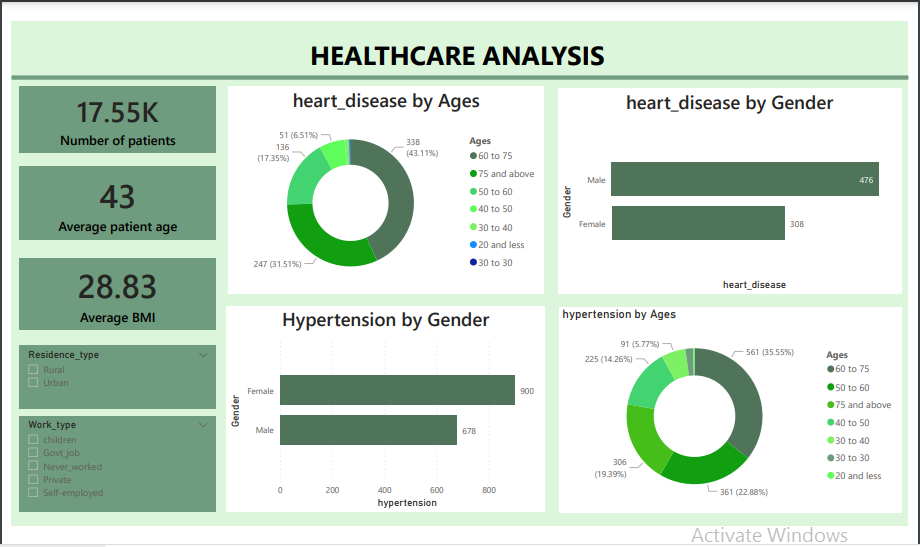 HEALTHCARE ANALYSIS
17.55K
Number of patients
43
Average patient age
28.83
Average BMI
Residence_type
Rural
Urban
Work_type
children
Govt_job
Never_worked
Private
Self-employed
heart_disease by Ages
51 (6.51%)
136
(17.35%)
338
(43.11%)
247 (31.51%)
Ages
60 to 75
75 and above
50 to 60
40 to 50
30 to 40
20 and less
30 to 30
heart_disease by Gender
Gender
Male
476
Female
308
heart_disease
Hypertension by Gender
Gender
Female
900
Male
678
0 200 400 600 800
hypertension
hypertension by Ages
91 (5.77%)
225 (14.26%)
561 (35.55%)
306
(19.39%)
361 (22.88%)
Ages
60 to 75
50 to 60
75 and above
40 to 50
30 to 40
30 to 30
20 and less
Activate Windows